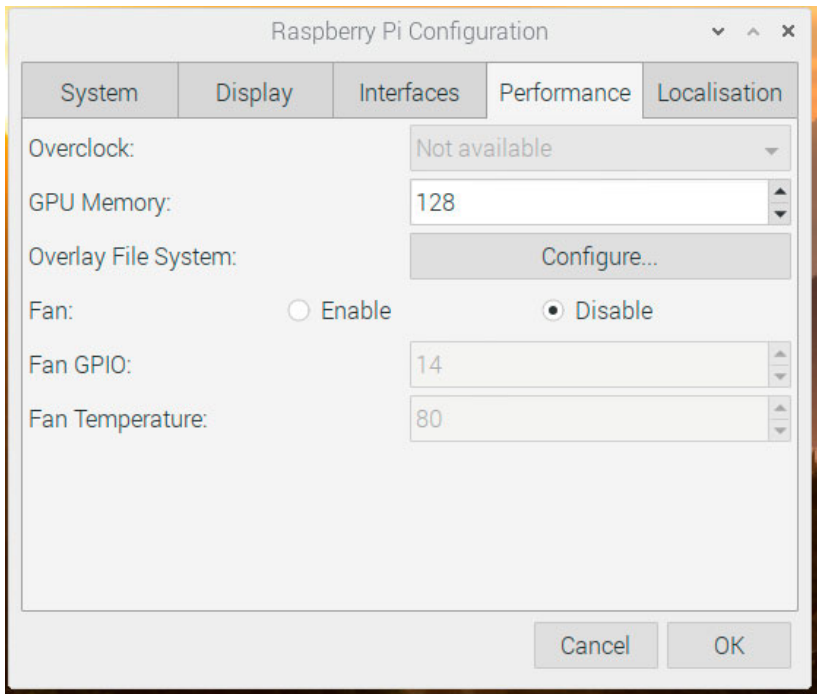 Raspberry Pi Configuration
System Display Interfaces Performance Localisation
Overclock: Not available
GPU Memory: 128
Overlay File System: Configure...
Fan: Enable Disable
Fan GPIO: 14
Fan Temperature: 80
Cancel OK